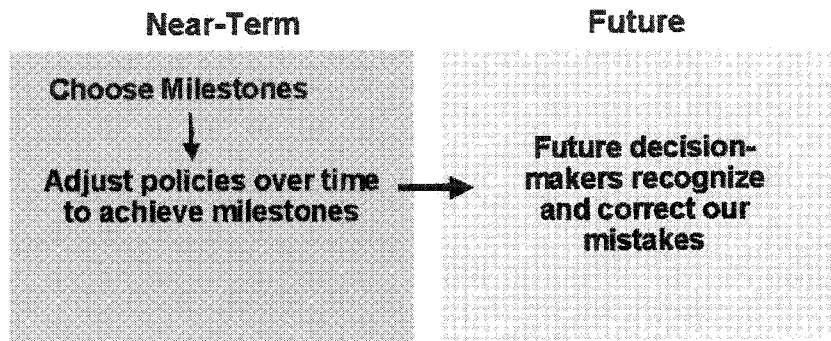 Near-Term
Future
Choose Milestones
Adjust policies over time
to achieve milestones
Future decision-
makers recognize
and correct our
mistakes